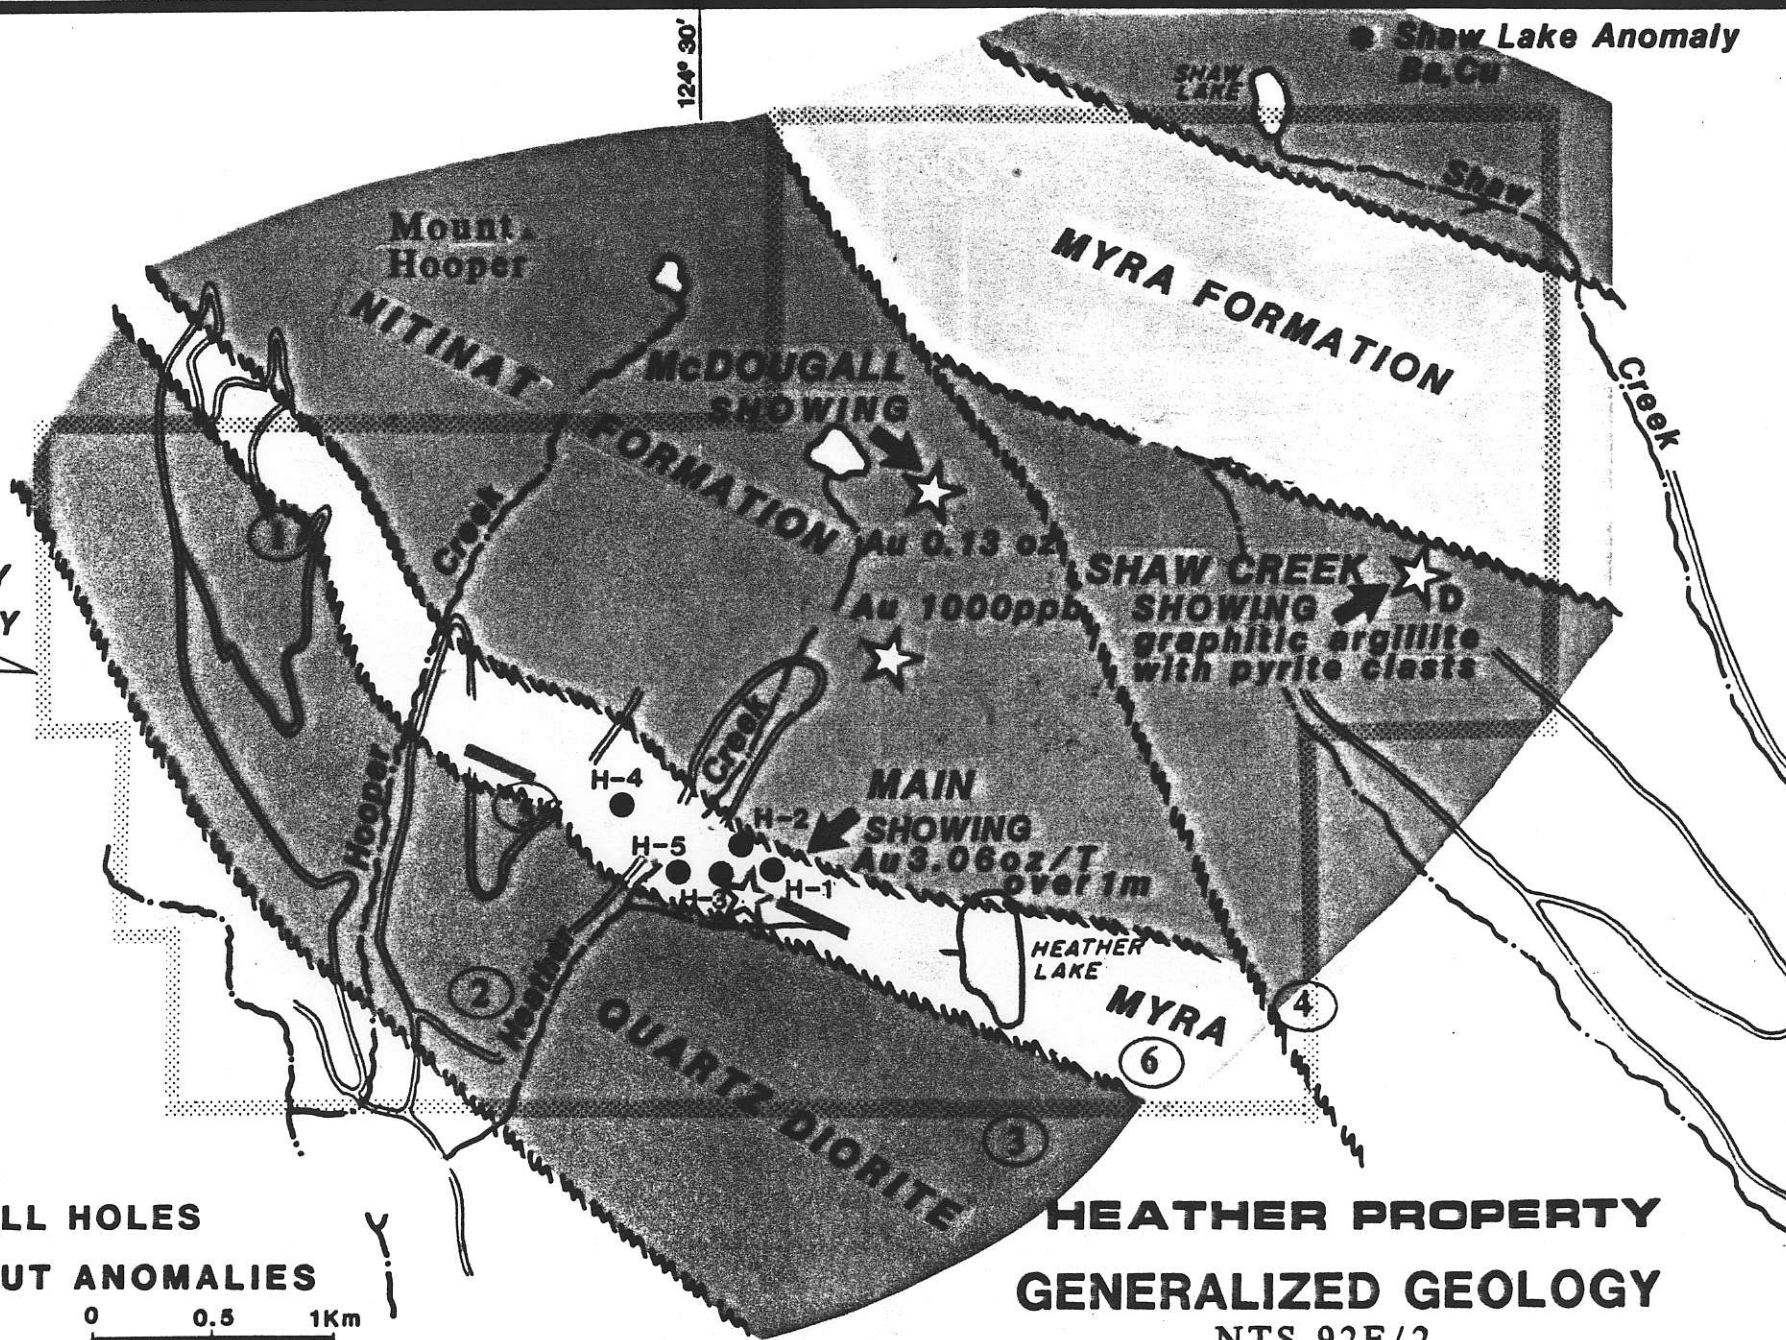 124° 30'
Shaw Lake Anomaly
Ba,Cu
SHAW
LAKE
Shaw
Creek
Mount
Hooper
MYRA FORMATION
NITINAT
FORMATION
McDOUGALL
SHOWING
Au 0.13 oz
Au 1000ppb
SHAW CREEK
SHOWING
D
graphitic argillite
with pyrite clasts
Creek
Hooper
1
Y
Y
H-4
Creek
MAIN
SHOWING
Au 3.06oz/T
over 1m
H-2
H-5
H-3
H-1
HEATHER
LAKE
MYRA
Heather
2
4
6
3
QUARTZ DIORITE
LL HOLES
UT ANOMALIES
0 0.5 1Km
Y
HEATHER PROPERTY
GENERALIZED GEOLOGY
NTS 92F/2